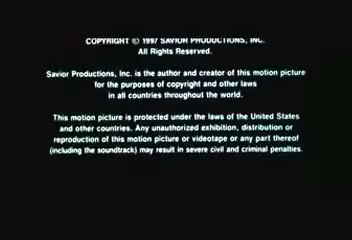 COPYRIGHT © 1997 SAVIOR PRODUCTIONS, INC.
All Rights Reserved.
Savior Productions, Inc. is the author and creator of this motion picture
for the purposes of copyright and other laws
in all countries throughout the world.
This motion picture is protected under the laws of the United States
and other countries. Any unauthorized exhibition, distribution or
reproduction of this motion picture or videotape or any part thereof
(including the soundtrack) may result in severe civil and criminal penalties.